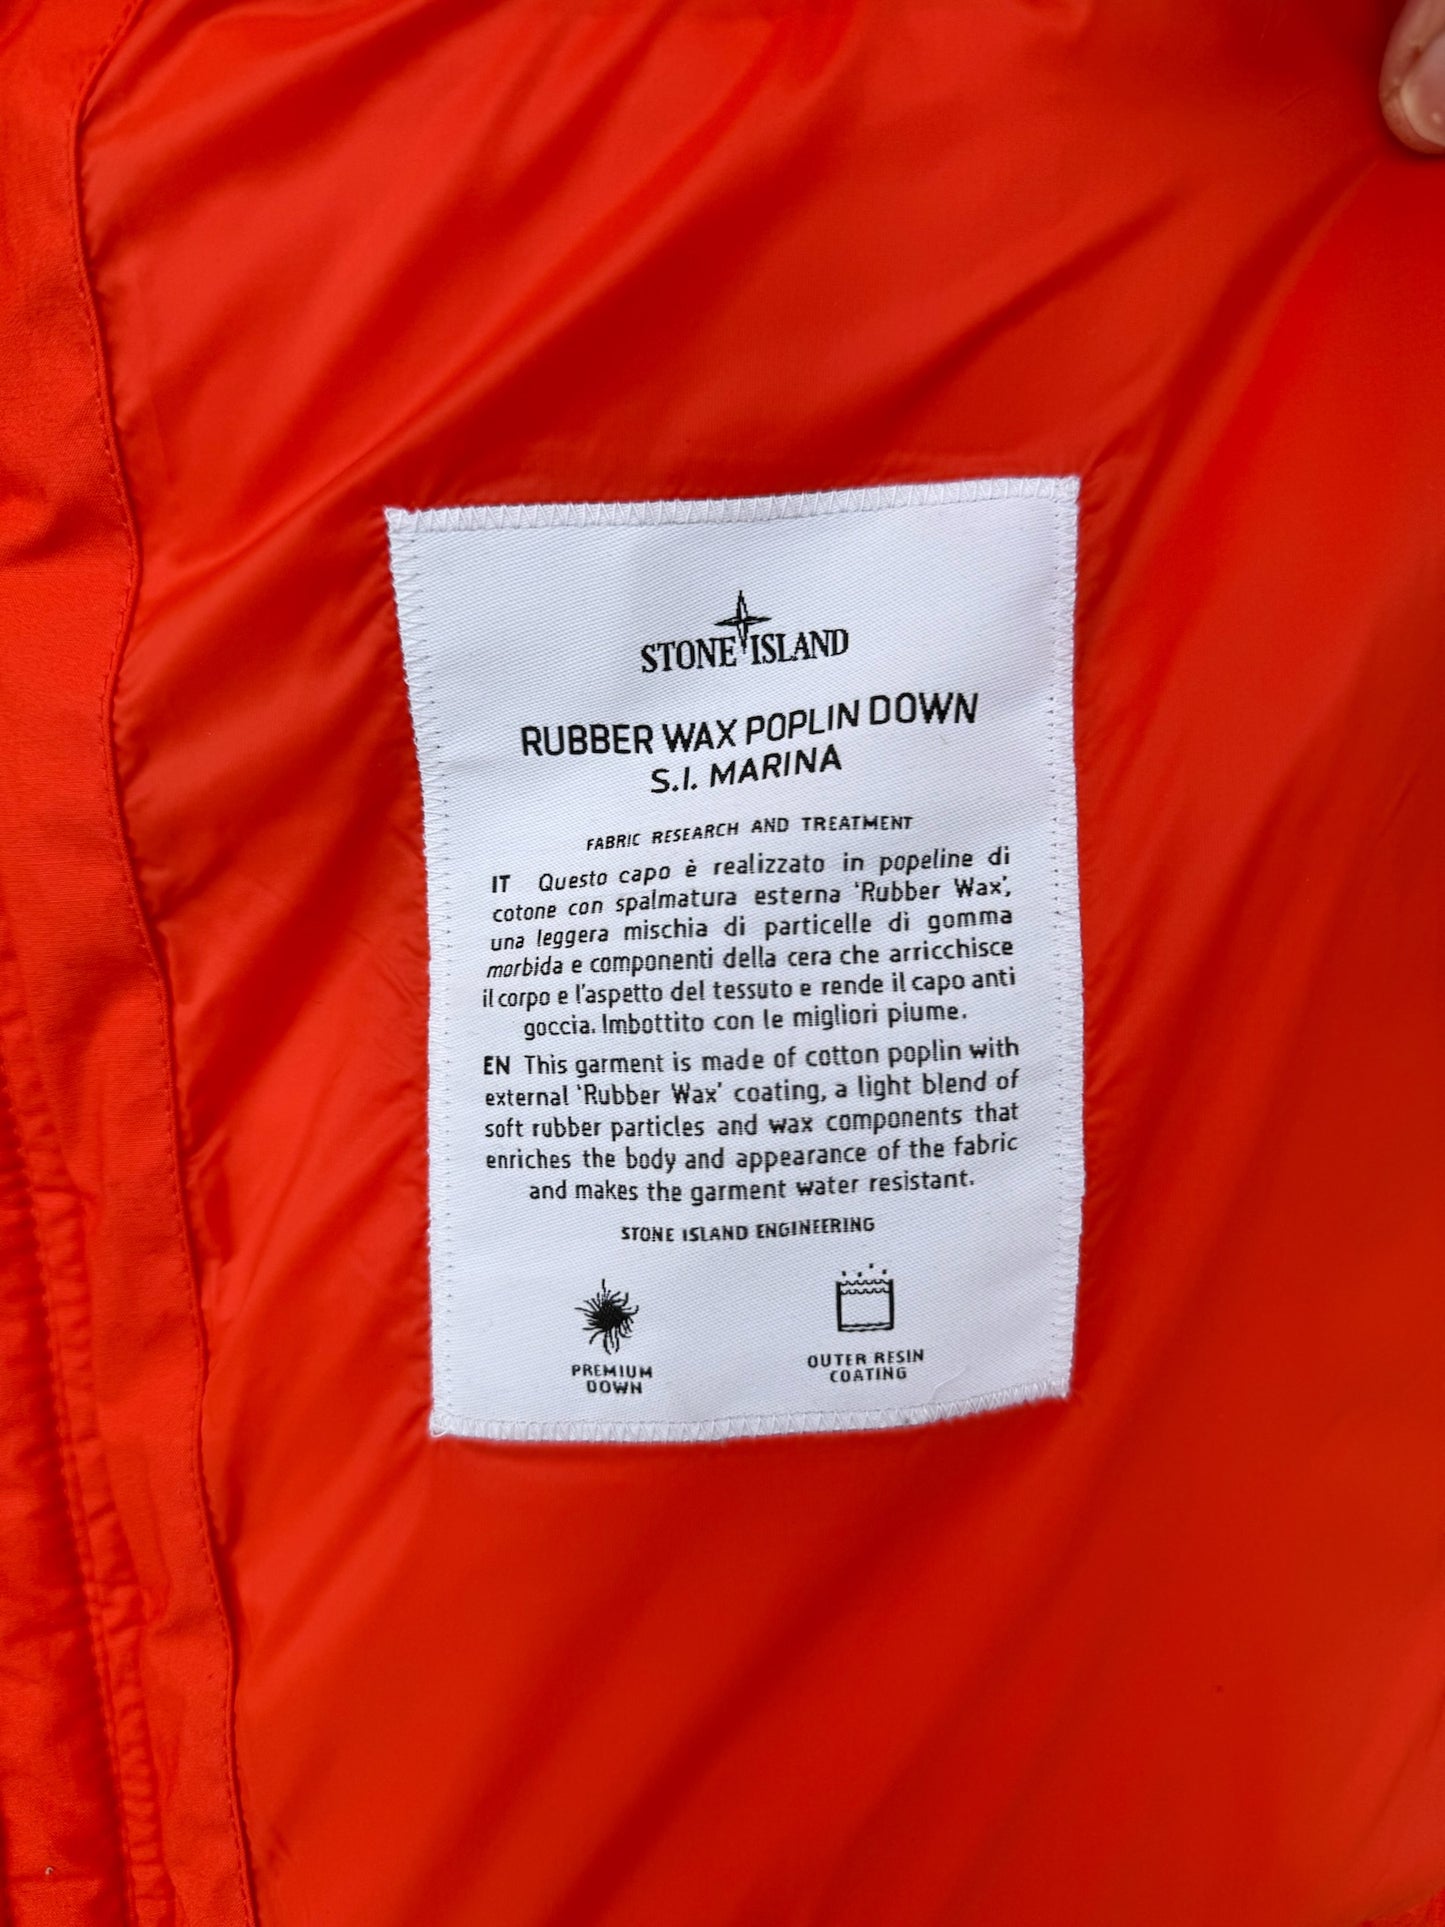 STONE ISLAND
RUBBER WAX POPLIN DOWN
S.I. MARINA
FABRIC RESEARCH AND TREATMENT
IT Questo capo è realizzato in popeline di
cotone con spalmatura esterna 'Rubber Wax',
una leggera mischia di particelle di gomma
morbida e componenti della cera che arricchisce
il corpo e l'aspetto del tessuto e rende il capo anti
goccia. Imbottito con le migliori piume.
EN This garment is made of cotton poplin with
external 'Rubber Wax' coating, a light blend of
soft rubber particles and wax components that
enriches the body and appearance of the fabric
and makes the garment water resistant.
STONE ISLAND ENGINEERING
PREMIUM
DOWN
OUTER RESIN
COATING